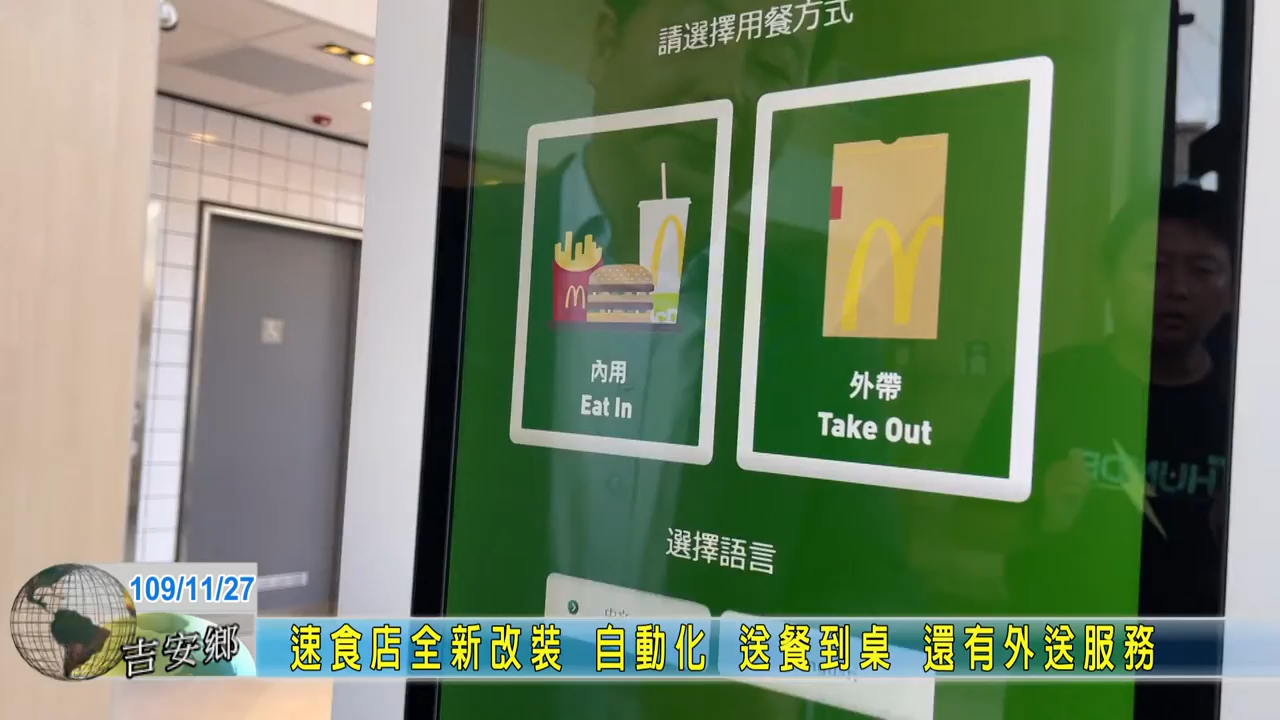 請選擇用餐方式
內用
Eat In
外帶
Take Out
選擇語言
中文
109/11/27
吉安鄉
速食店全新改裝 自動化 送餐到桌 還有外送服務